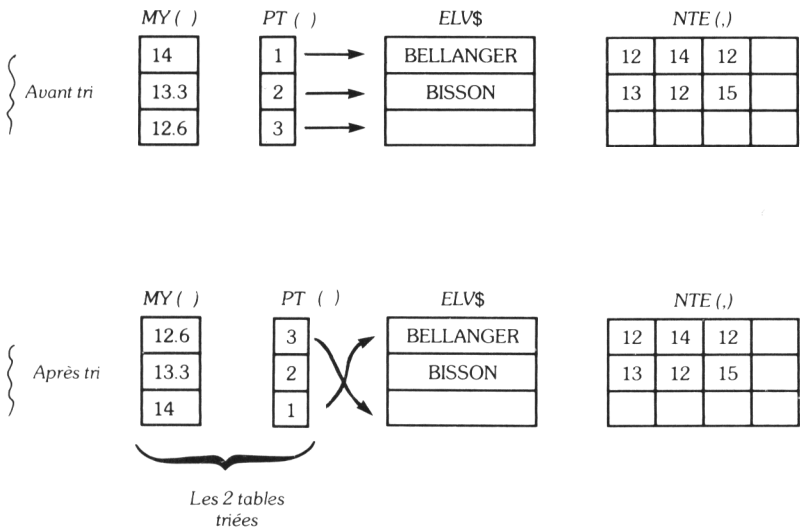 MY ( ) PT ( ) ELV$ NTE (,)
14 1 BELLANGER 12 14 12
Avant tri 13.3 2 BISSON 13 12 15
12.6 3
MY ( ) PT ( ) ELV$ NTE (,)
12.6 3 BELLANGER 12 14 12
Après tri 13.3 2 BISSON 13 12 15
14 1
Les 2 tables
triées